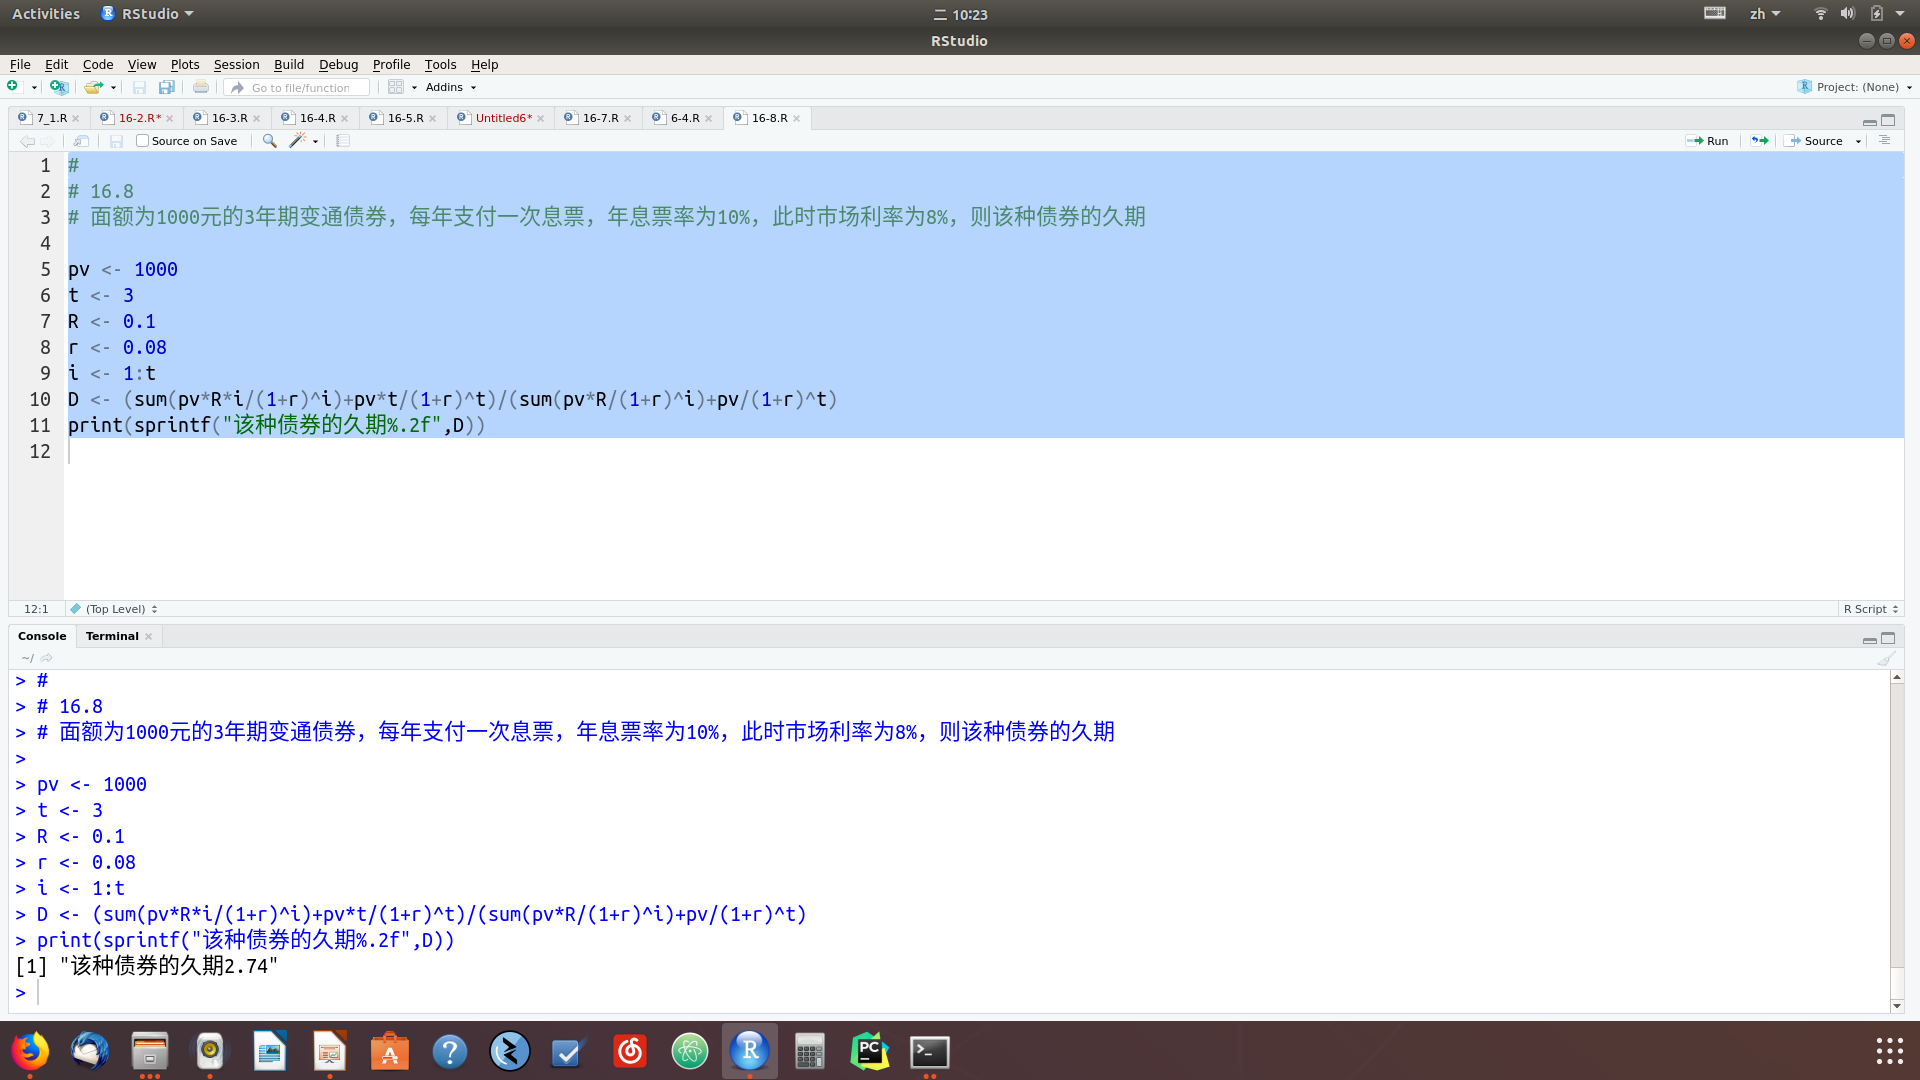 Activities RStudio 二 10:23 zh
RStudio
File Edit Code View Plots Session Build Debug Profile Tools Help
Go to file/function Addins Project: (None)
7_1.R 16-2.R* 16-3.R 16-4.R 16-5.R Untitled6* 16-7.R 6-4.R 16-8.R
Source on Save Run Source
1 #
2 # 16.8
3 # 面额为1000元的3年期变通债券，每年支付一次息票，年息票率为10%，此时市场利率为8%，则该种债券的久期
4
5 pv <- 1000
6 t <- 3
7 R <- 0.1
8 r <- 0.08
9 i <- 1:t
10 D <- (sum(pv*R*i/(1+r)^i)+pv*t/(1+r)^t)/(sum(pv*R/(1+r)^i)+pv/(1+r)^t)
11 print(sprintf("该种债券的久期%.2f",D))
12
12:1 (Top Level) R Script
Console Terminal
~/
> #
> # 16.8
> # 面额为1000元的3年期变通债券，每年支付一次息票，年息票率为10%，此时市场利率为8%，则该种债券的久期
>
> pv <- 1000
> t <- 3
> R <- 0.1
> r <- 0.08
> i <- 1:t
> D <- (sum(pv*R*i/(1+r)^i)+pv*t/(1+r)^t)/(sum(pv*R/(1+r)^i)+pv/(1+r)^t)
> print(sprintf("该种债券的久期%.2f",D))
[1] "该种债券的久期2.74"
>